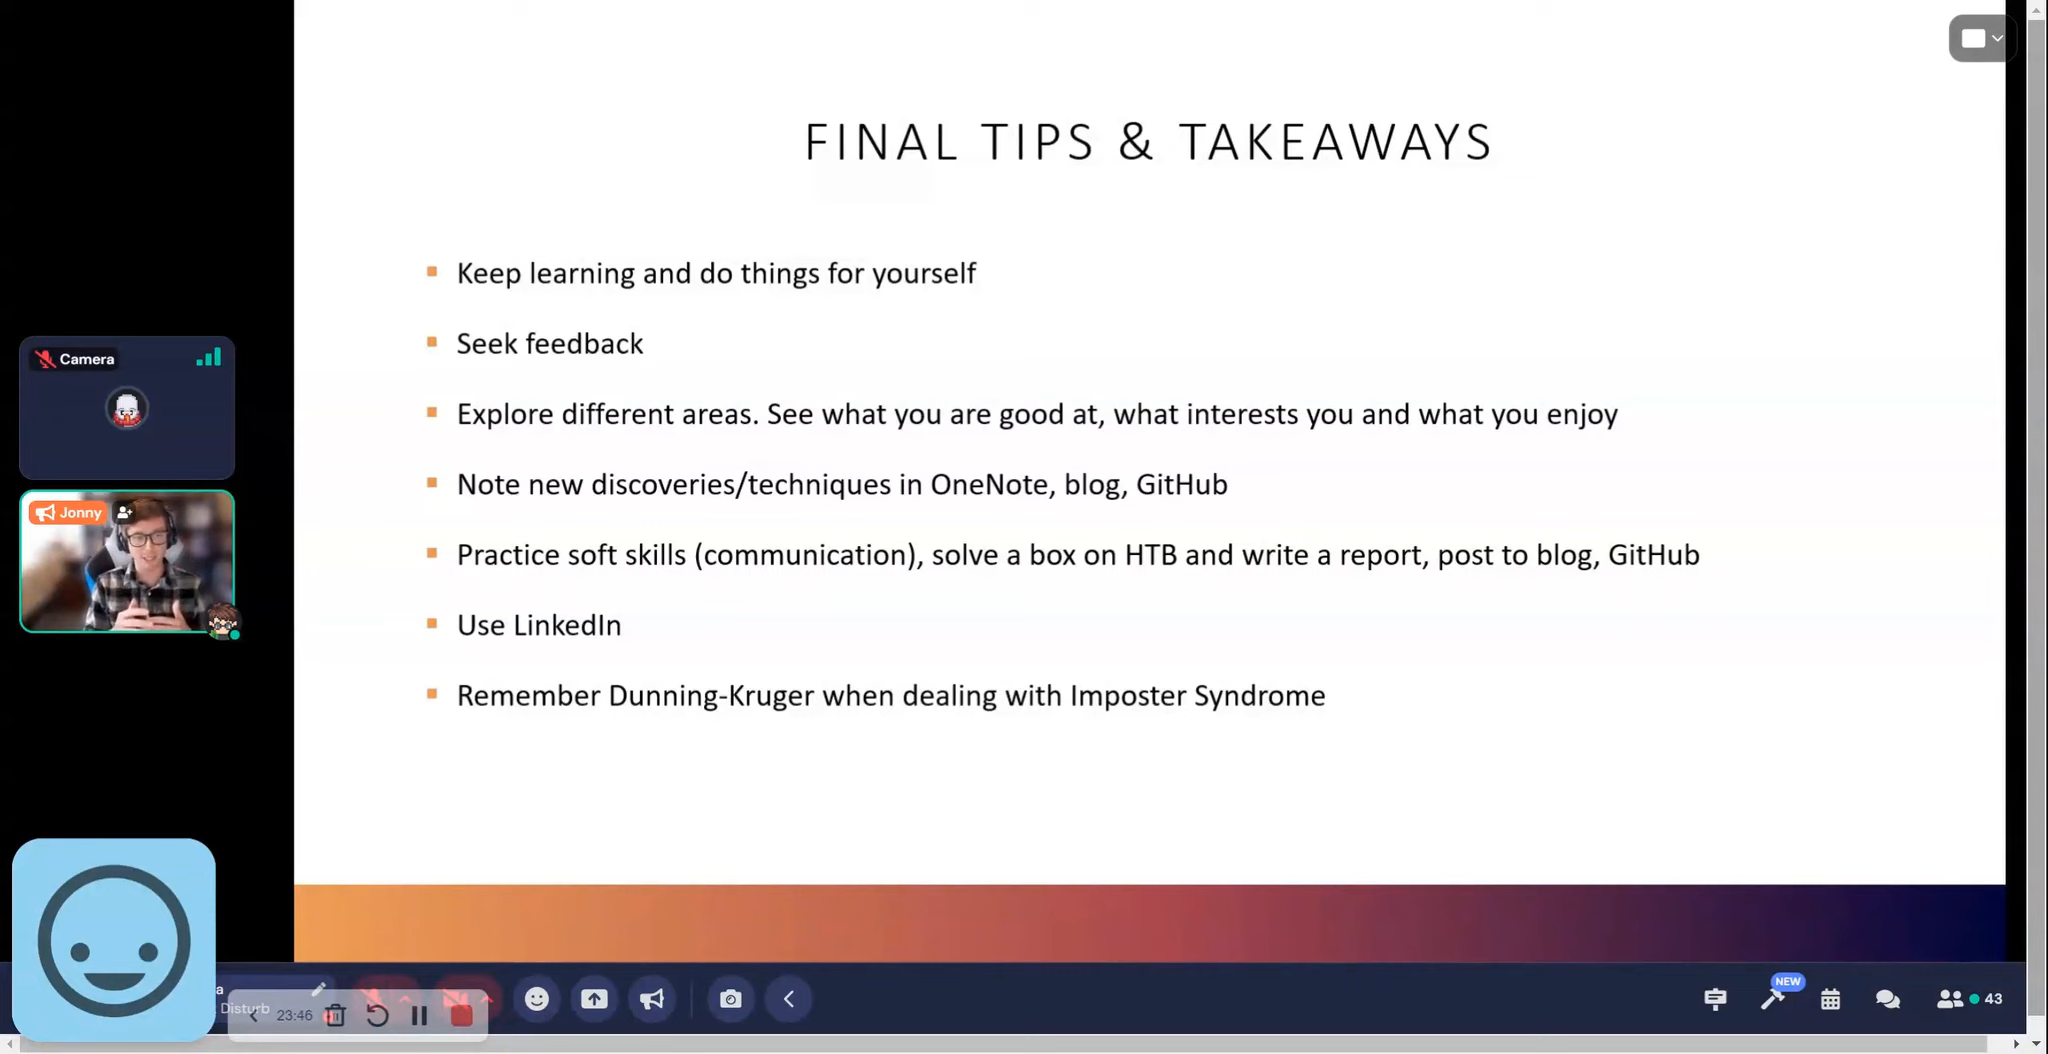 FINAL TIPS & TAKEAWAYS
Keep learning and do things for yourself
Seek feedback
Explore different areas. See what you are good at, what interests you and what you enjoy
Note new discoveries/techniques in OneNote, blog, GitHub
Practice soft skills (communication), solve a box on HTB and write a report, post to blog, GitHub
Use LinkedIn
Remember Dunning-Kruger when dealing with Imposter Syndrome
Camera
Jonny
a
Disturb
23:46
NEW
43